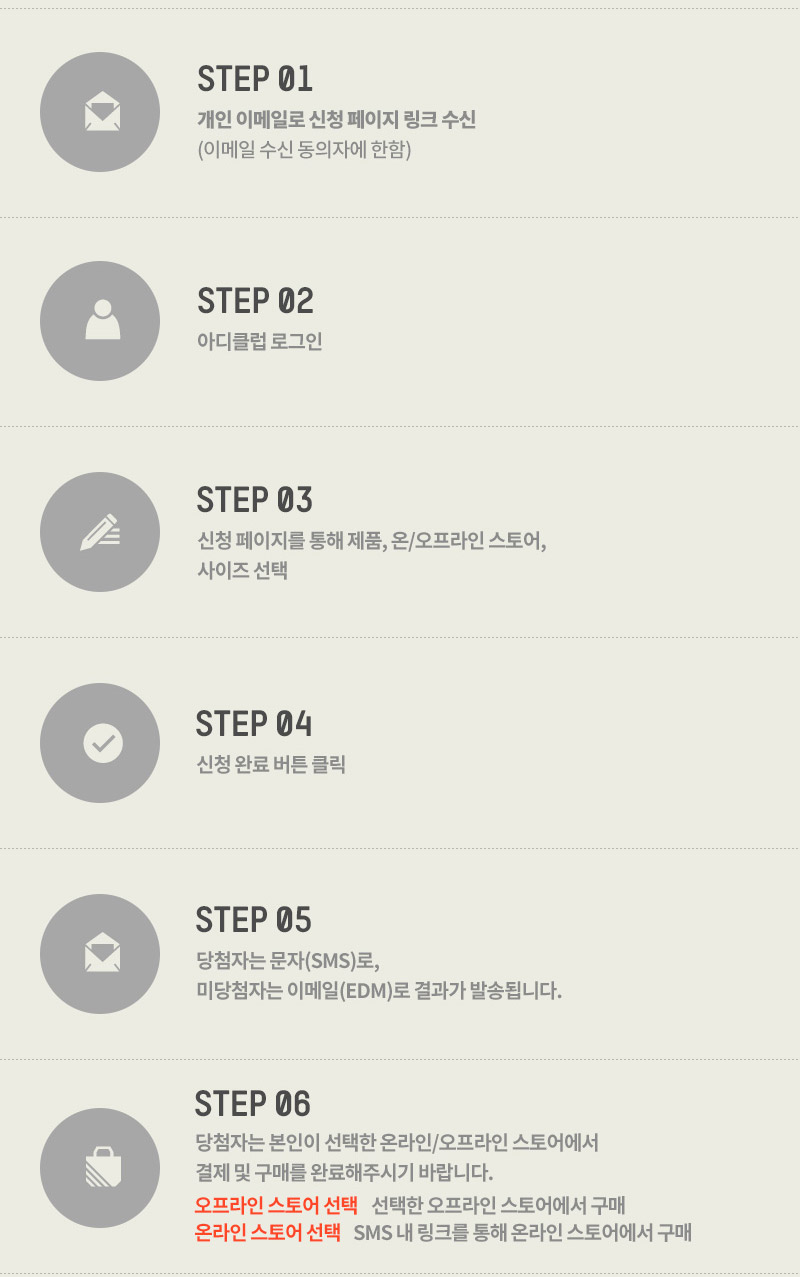 STEP 01
개인 이메일로 신청 페이지 링크 수신
(이메일 수신 동의자에 한함)
STEP 02
아디클럽 로그인
STEP 03
신청 페이지를 통해 제품, 온/오프라인 스토어,
사이즈 선택
STEP 04
신청 완료 버튼 클릭
STEP 05
당첨자는 문자(SMS)로,
미당첨자는 이메일(EDM)로 결과가 발송됩니다.
STEP 06
당첨자는 본인이 선택한 온라인/오프라인 스토어에서
결제 및 구매를 완료해주시기 바랍니다.
오프라인 스토어 선택 선택한 오프라인 스토어에서 구매
온라인 스토어 선택 SMS 내 링크를 통해 온라인 스토어에서 구매